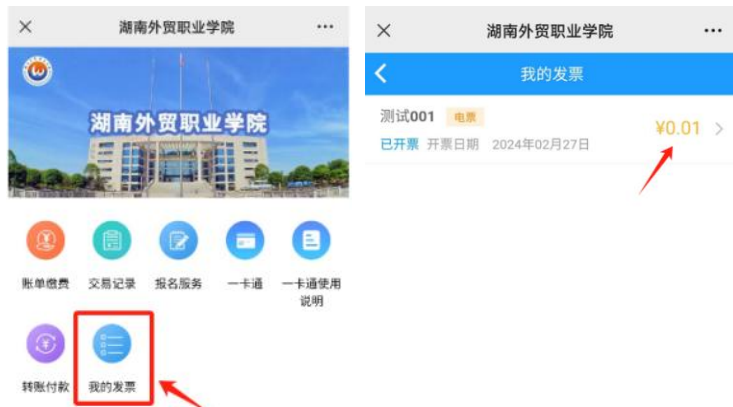 湖南外贸职业学院
湖南外贸职业学院
账单缴费 交易记录 报名服务 一卡通 一卡通使用
说明
转账付款 我的发票
湖南外贸职业学院
我的发票
测试001 电票
¥0.01
已开票 开票日期 2024年02月27日